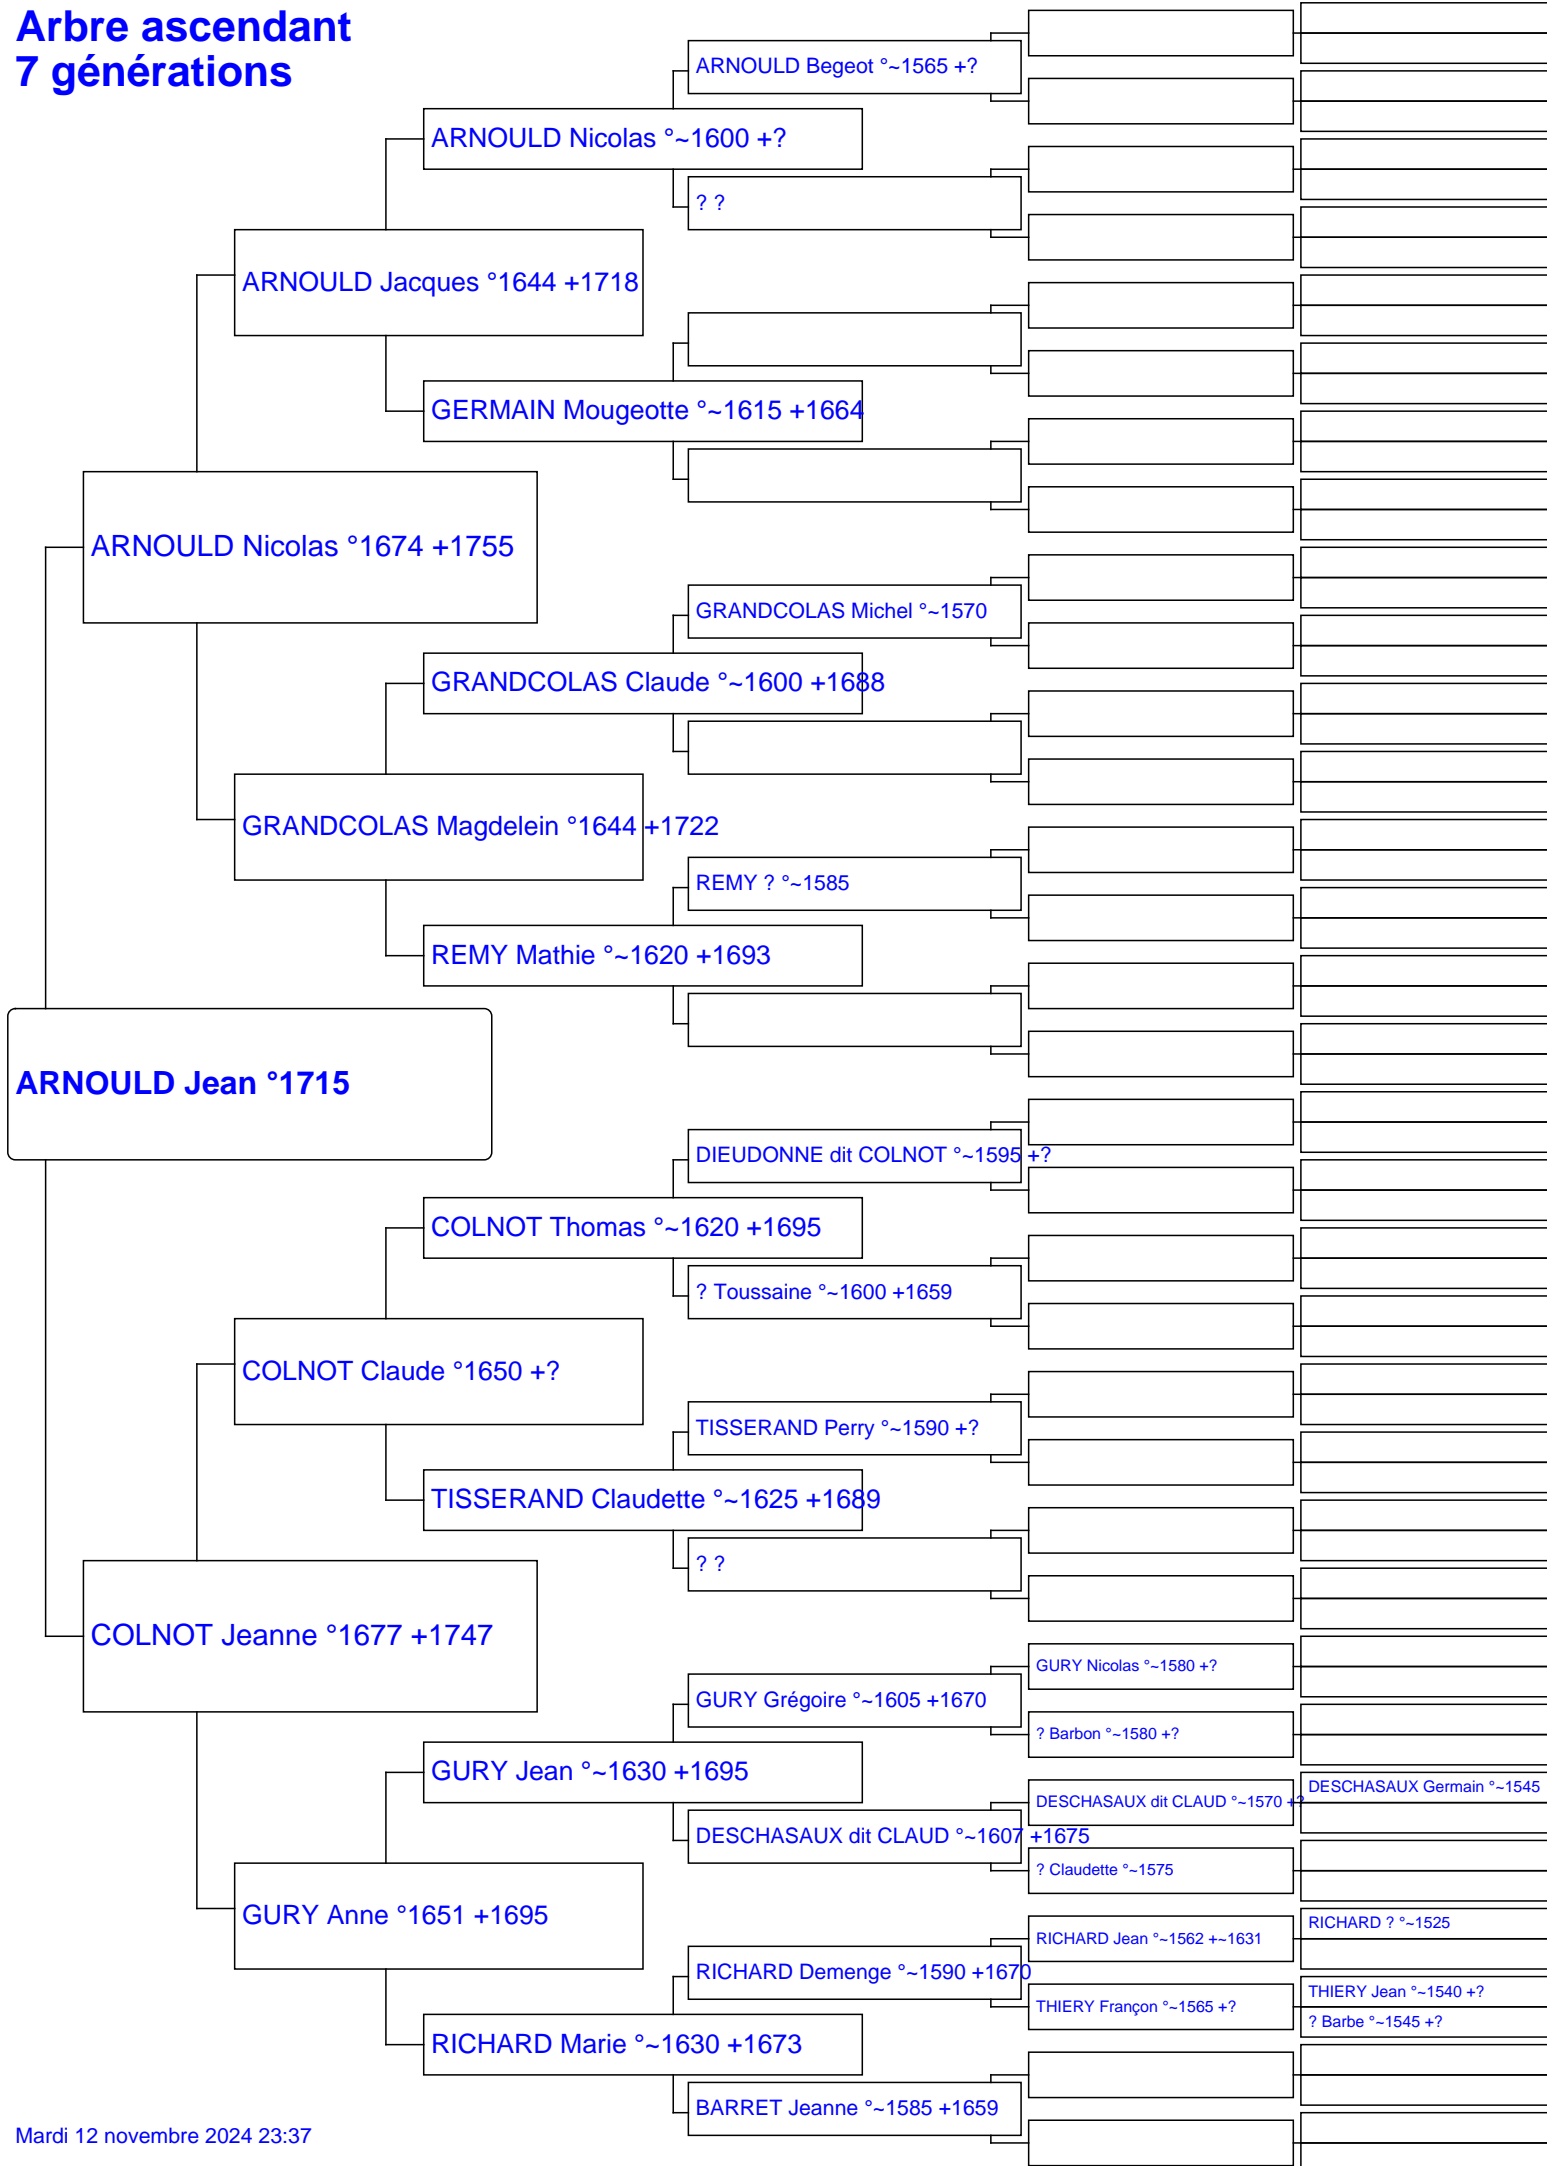 Arbre ascendant
7 générations
ARNOULD Begeot °~1565 +?
ARNOULD Nicolas °~1600 +?
? ?
ARNOULD Jacques °1644 +1718
GERMAIN Mougeotte °~1615 +1664
ARNOULD Nicolas °1674 +1755
GRANDCOLAS Michel °~1570
GRANDCOLAS Claude °~1600 +1688
GRANDCOLAS Magdelein °1644 +1722
REMY ? °~1585
REMY Mathie °~1620 +1693
ARNOULD Jean °1715
DIEUDONNE dit COLNOT °~1595 +?
COLNOT Thomas °~1620 +1695
? Toussaine °~1600 +1659
COLNOT Claude °1650 +?
TISSERAND Perry °~1590 +?
TISSERAND Claudette °~1625 +1689
? ?
COLNOT Jeanne °1677 +1747
GURY Nicolas °~1580 +?
GURY Grégoire °~1605 +1670
? Barbon °~1580 +?
GURY Jean °~1630 +1695
DESCHASAUX Germain °~1545
DESCHASAUX dit CLAUD °~1570 +?
DESCHASAUX dit CLAUD °~1607 +1675
? Claudette °~1575
GURY Anne °1651 +1695
RICHARD ? °~1525
RICHARD Jean °~1562 +~1631
RICHARD Demenge °~1590 +1670
THIERY Jean °~1540 +?
THIERY Françon °~1565 +?
? Barbe °~1545 +?
RICHARD Marie °~1630 +1673
BARRET Jeanne °~1585 +1659
Mardi 12 novembre 2024 23:37